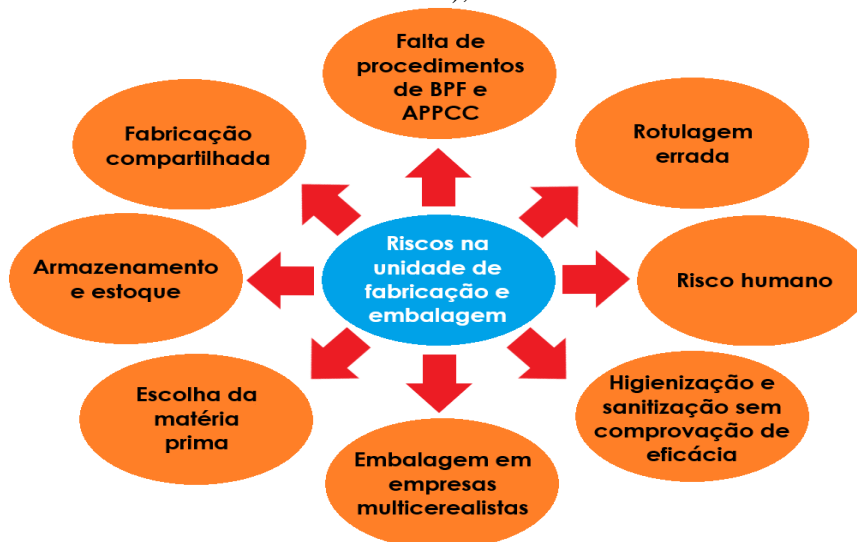 Falta de
procedimentos
de BPF e
APPCC
Fabricação
compartilhada
Rotulagem
errada
Armazenamento
e estoque
Riscos na
unidade de
fabricação e
embalagem
Risco humano
Escolha da
matéria
prima
Embalagem em
empresas
multicerealistas
Higienização e
sanitização sem
comprovação de
eficácia